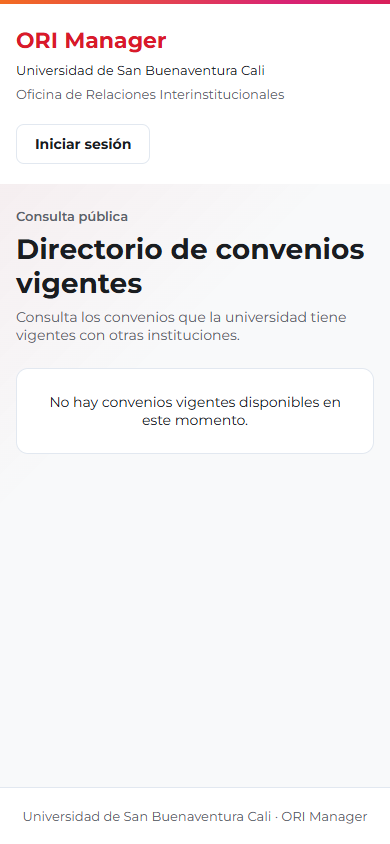 ORI Manager
Universidad de San Buenaventura Cali
Oficina de Relaciones Interinstitucionales
Iniciar sesión
Consulta pública
Directorio de convenios
vigentes
Consulta los convenios que la universidad tiene
vigentes con otras instituciones.
No hay convenios vigentes disponibles en
este momento.
Universidad de San Buenaventura Cali · ORI Manager